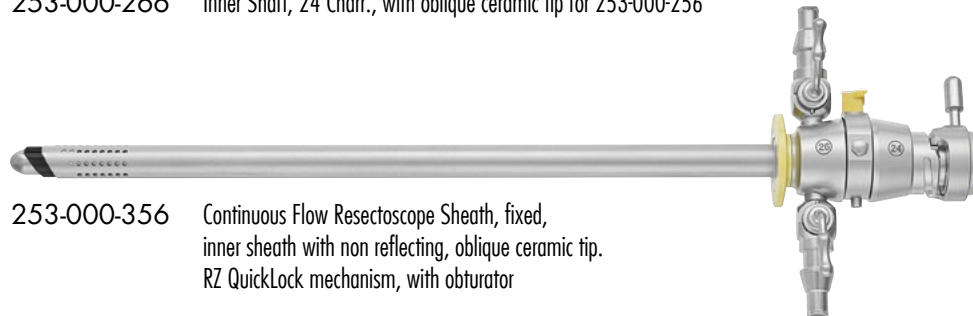 253-000-266 Inner Shaft, 24 Charr., with oblique ceramic tip for 253-000-256
26
24
253-000-356 Continuous Flow Resectoscope Sheath, fixed,
inner sheath with non reflecting, oblique ceramic tip.
RZ QuickLock mechanism, with obturator